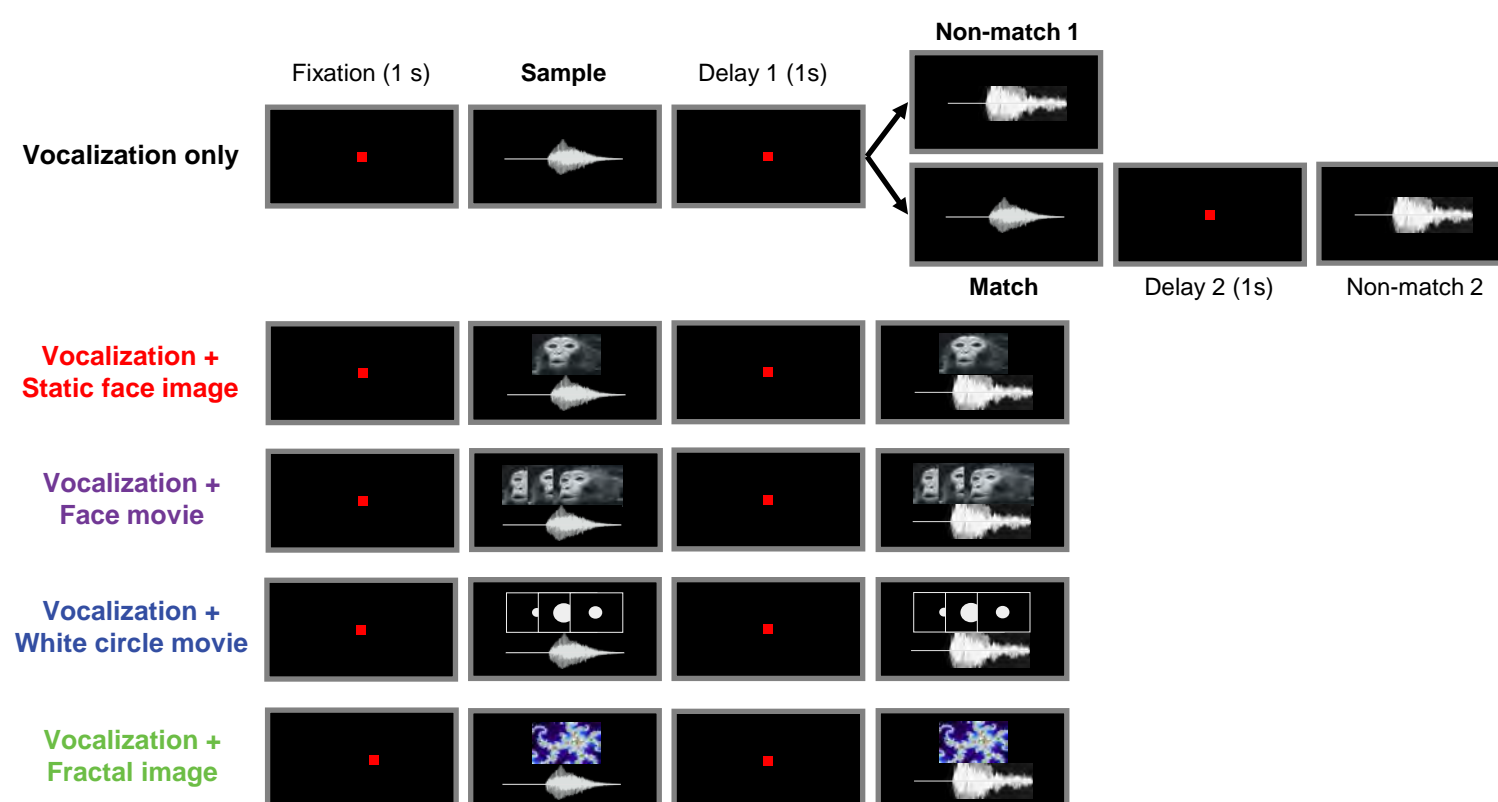 Non-match 1
Fixation (1 s)
Sample
Delay 1 (1s)
Vocalization only
Match
Delay 2 (1s)
Non-match 2
Vocalization +
Static face image
Vocalization +
Face movie
Vocalization +
White circle movie
Vocalization +
Fractal image